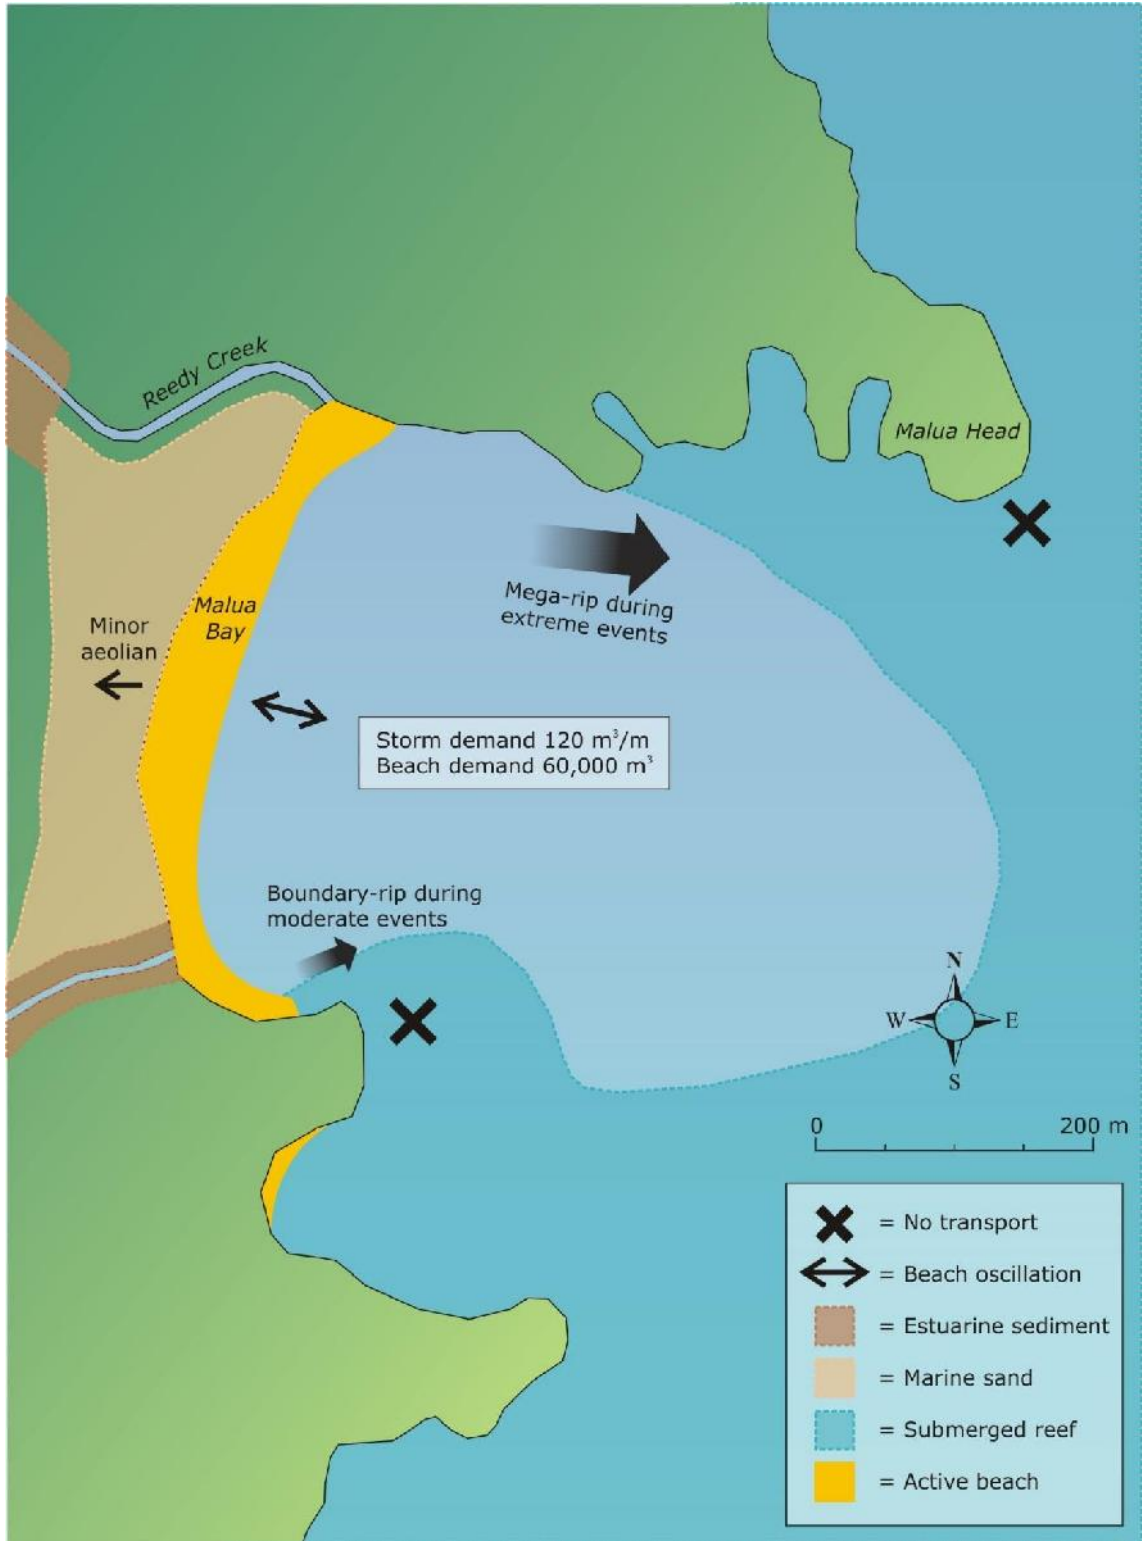 Reedy Creek
Malua Head
Malua
Bay
Minor
aeolian
Mega-rip during
extreme events
Storm demand 120 m³/m
Beach demand 60,000 m³
Boundary-rip during
moderate events
N
W
E
S
0
200 m
= No transport
= Beach oscillation
= Estuarine sediment
= Marine sand
= Submerged reef
= Active beach